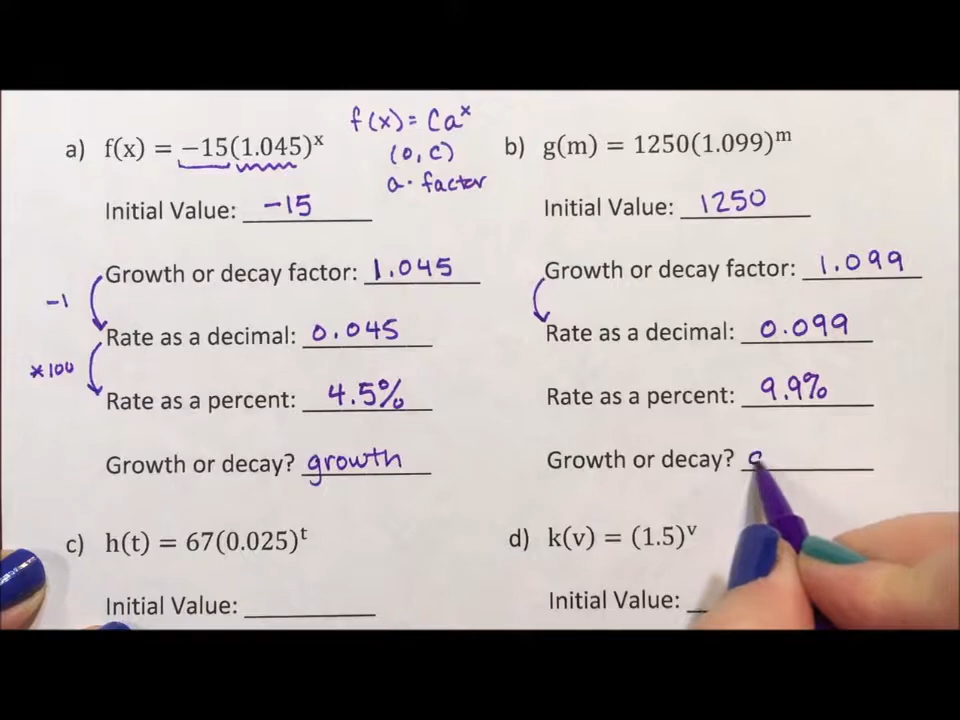 a) f(x) = −15(1.045)^x
f(x) = Ca^x
(0, C)
a · factor
Initial Value: -15
Growth or decay factor: 1.045
-1
Rate as a decimal: 0.045
*100
Rate as a percent: 4.5%
Growth or decay? growth
b) g(m) = 1250(1.099)^m
Initial Value: 1250
Growth or decay factor: 1.099
Rate as a decimal: 0.099
Rate as a percent: 9.9%
Growth or decay?
c) h(t) = 67(0.025)^t
Initial Value:
d) k(v) = (1.5)^v
Initial Value: